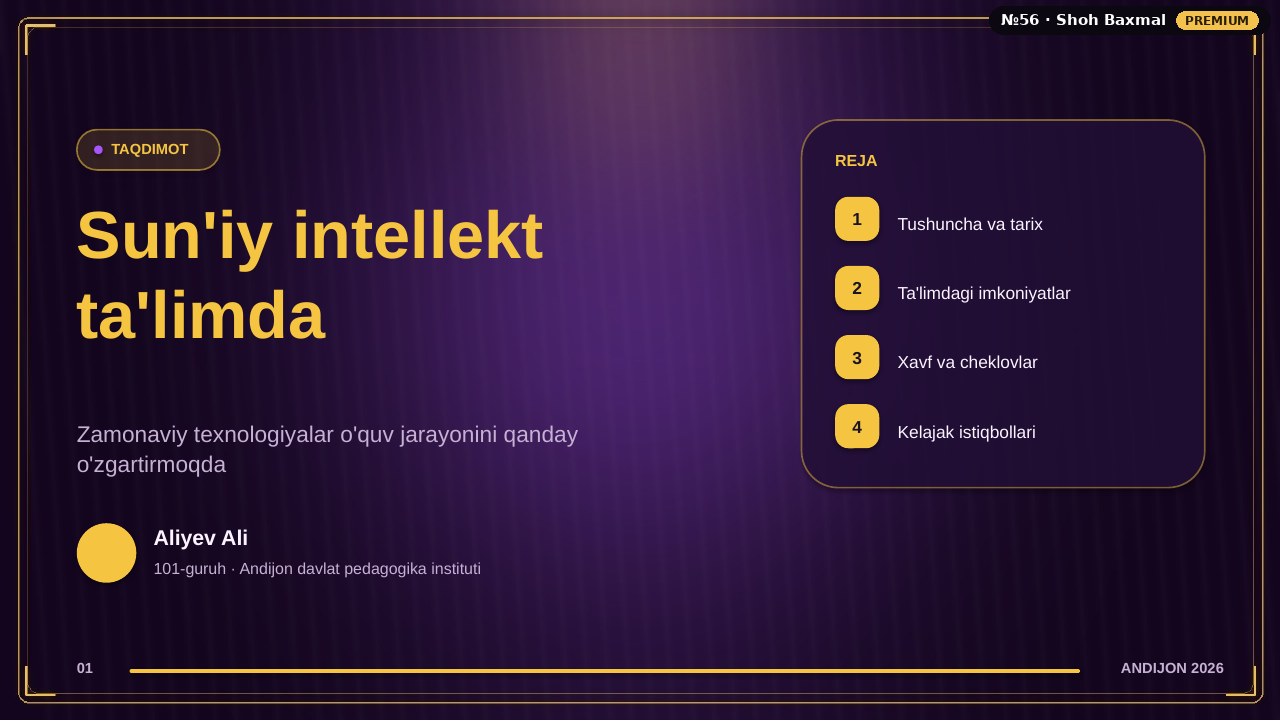 №56 · Shoh Baxmal PREMIUM
TAQDIMOT
Sun'iy intellekt
ta'limda
Zamonaviy texnologiyalar o'quv jarayonini qanday
o'zgartirmoqda
Aliyev Ali
101-guruh · Andijon davlat pedagogika instituti
REJA
1 Tushuncha va tarix
2 Ta'limdagi imkoniyatlar
3 Xavf va cheklovlar
4 Kelajak istiqbollari
01
ANDIJON 2026